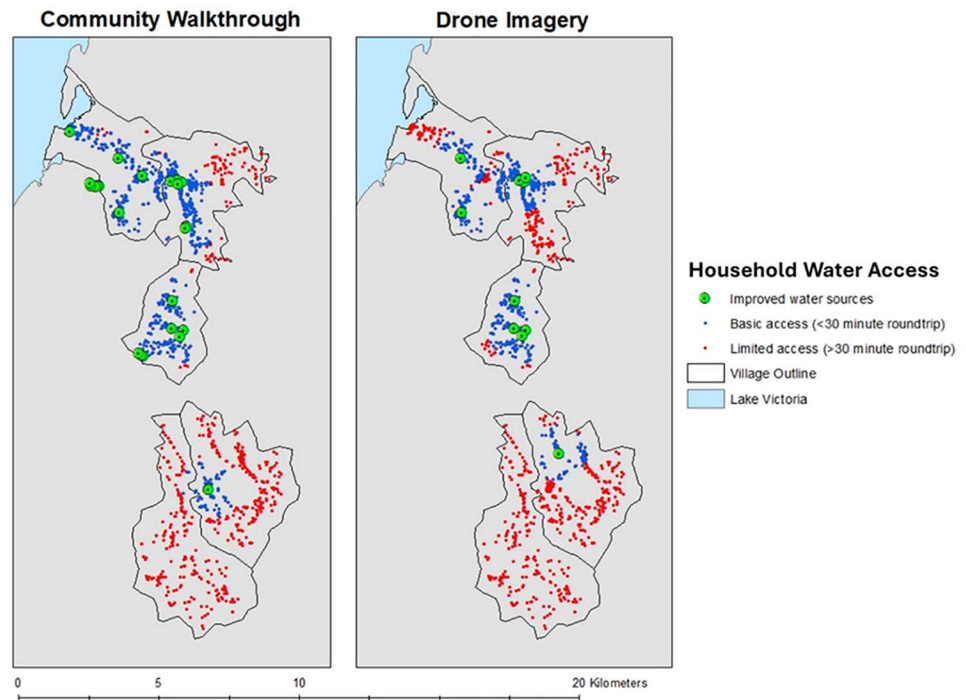 Community Walkthrough
Drone Imagery
Household Water Access
Improved water sources
Basic access (<30 minute roundtrip)
Limited access (>30 minute roundtrip)
Village Outline
Lake Victoria
0 5 10 20 Kilometers